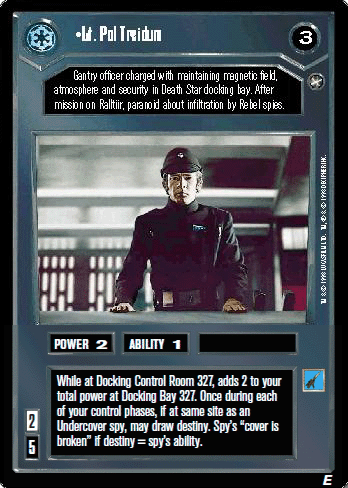 •Lt. Pol Treidum
3
Gantry officer charged with maintaining magnetic field,
atmosphere and security in Death Star docking bay. After
mission on Ralltiir, paranoid about infiltration by Rebel spies.
POWER 2 ABILITY 1
While at Docking Control Room 327, adds 2 to your
total power at Docking Bay 327. Once during each
of your control phases, if at same site as an
Undercover spy, may draw destiny. Spy's "cover is
broken" if destiny = spy's ability.
2
5
E